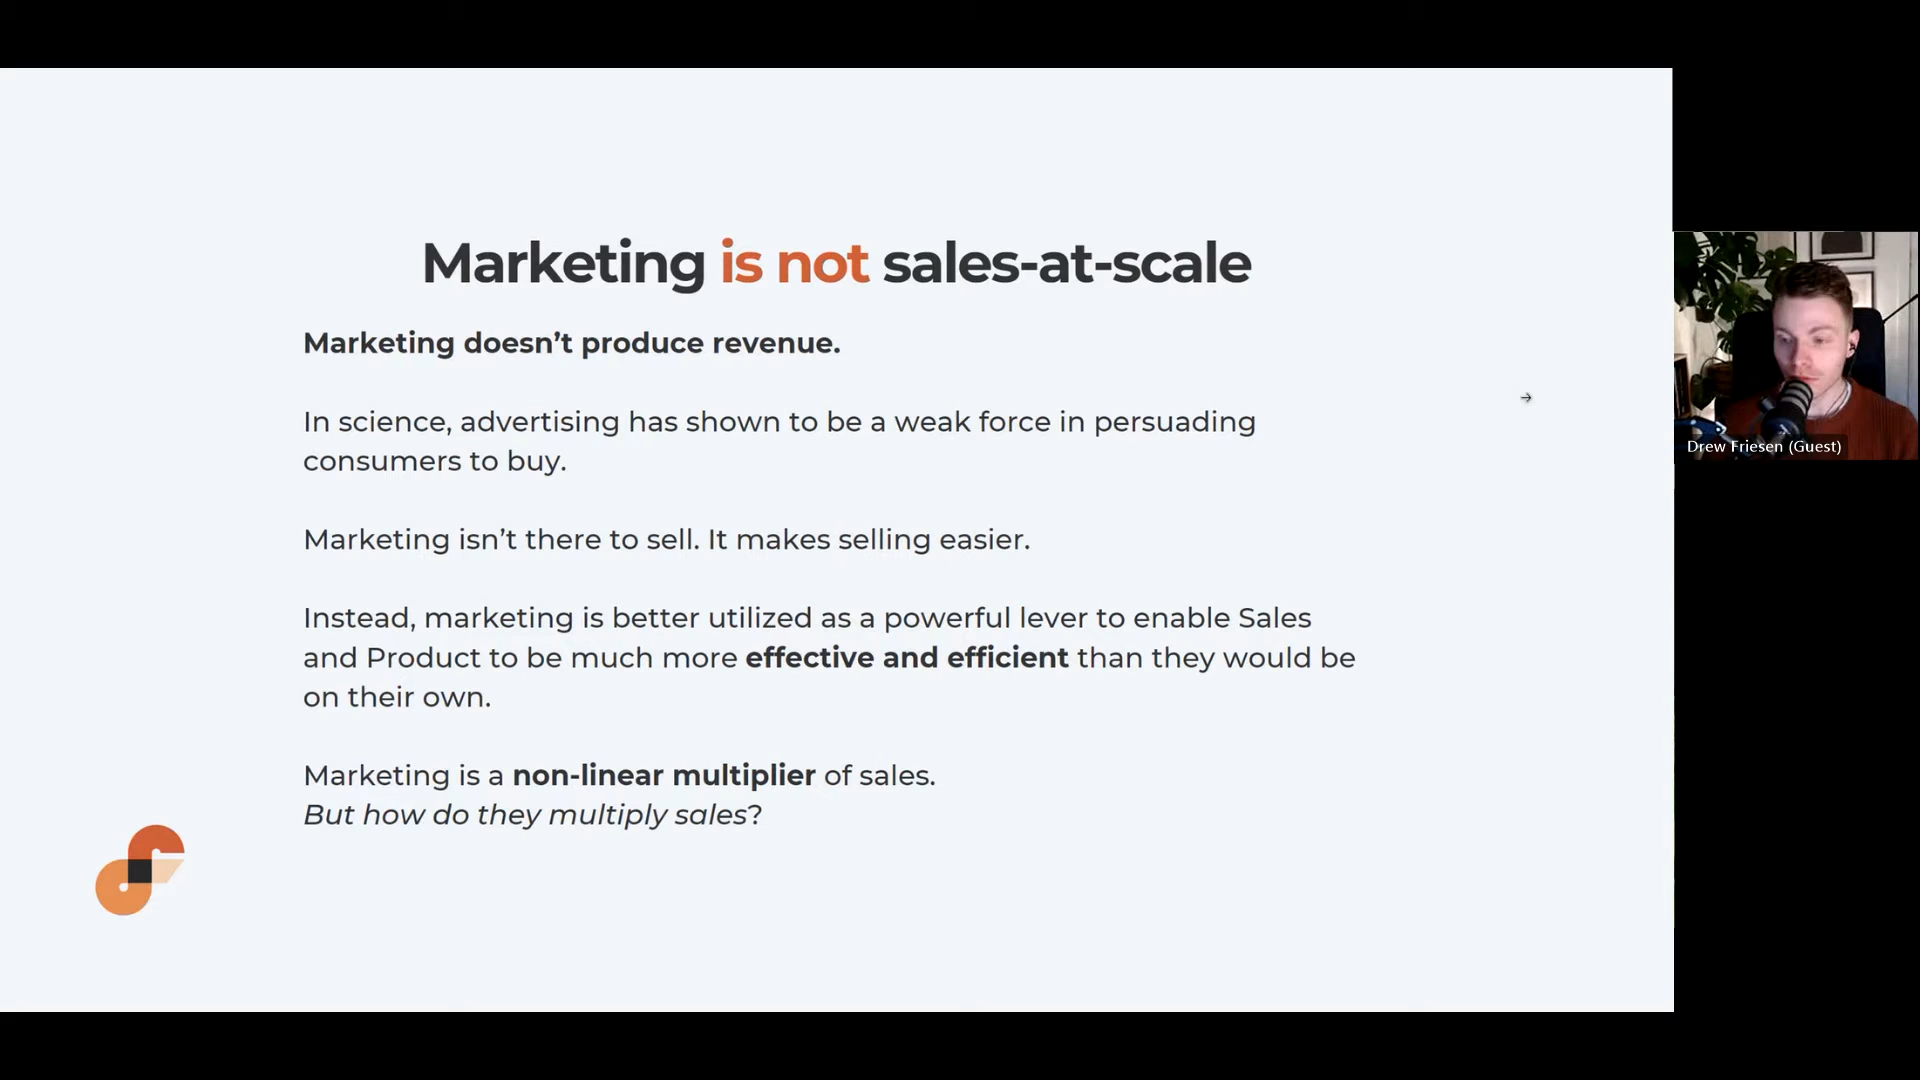 Marketing is not sales-at-scale
Marketing doesn’t produce revenue.
In science, advertising has shown to be a weak force in persuading
consumers to buy.
Marketing isn’t there to sell. It makes selling easier.
Instead, marketing is better utilized as a powerful lever to enable Sales
and Product to be much more effective and efficient than they would be
on their own.
Marketing is a non-linear multiplier of sales.
But how do they multiply sales?
Drew Friesen (Guest)